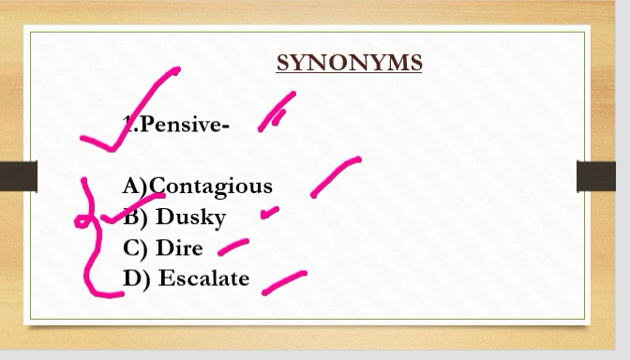 SYNONYMS
1.Pensive-
A)Contagious
B) Dusky
C) Dire
D) Escalate